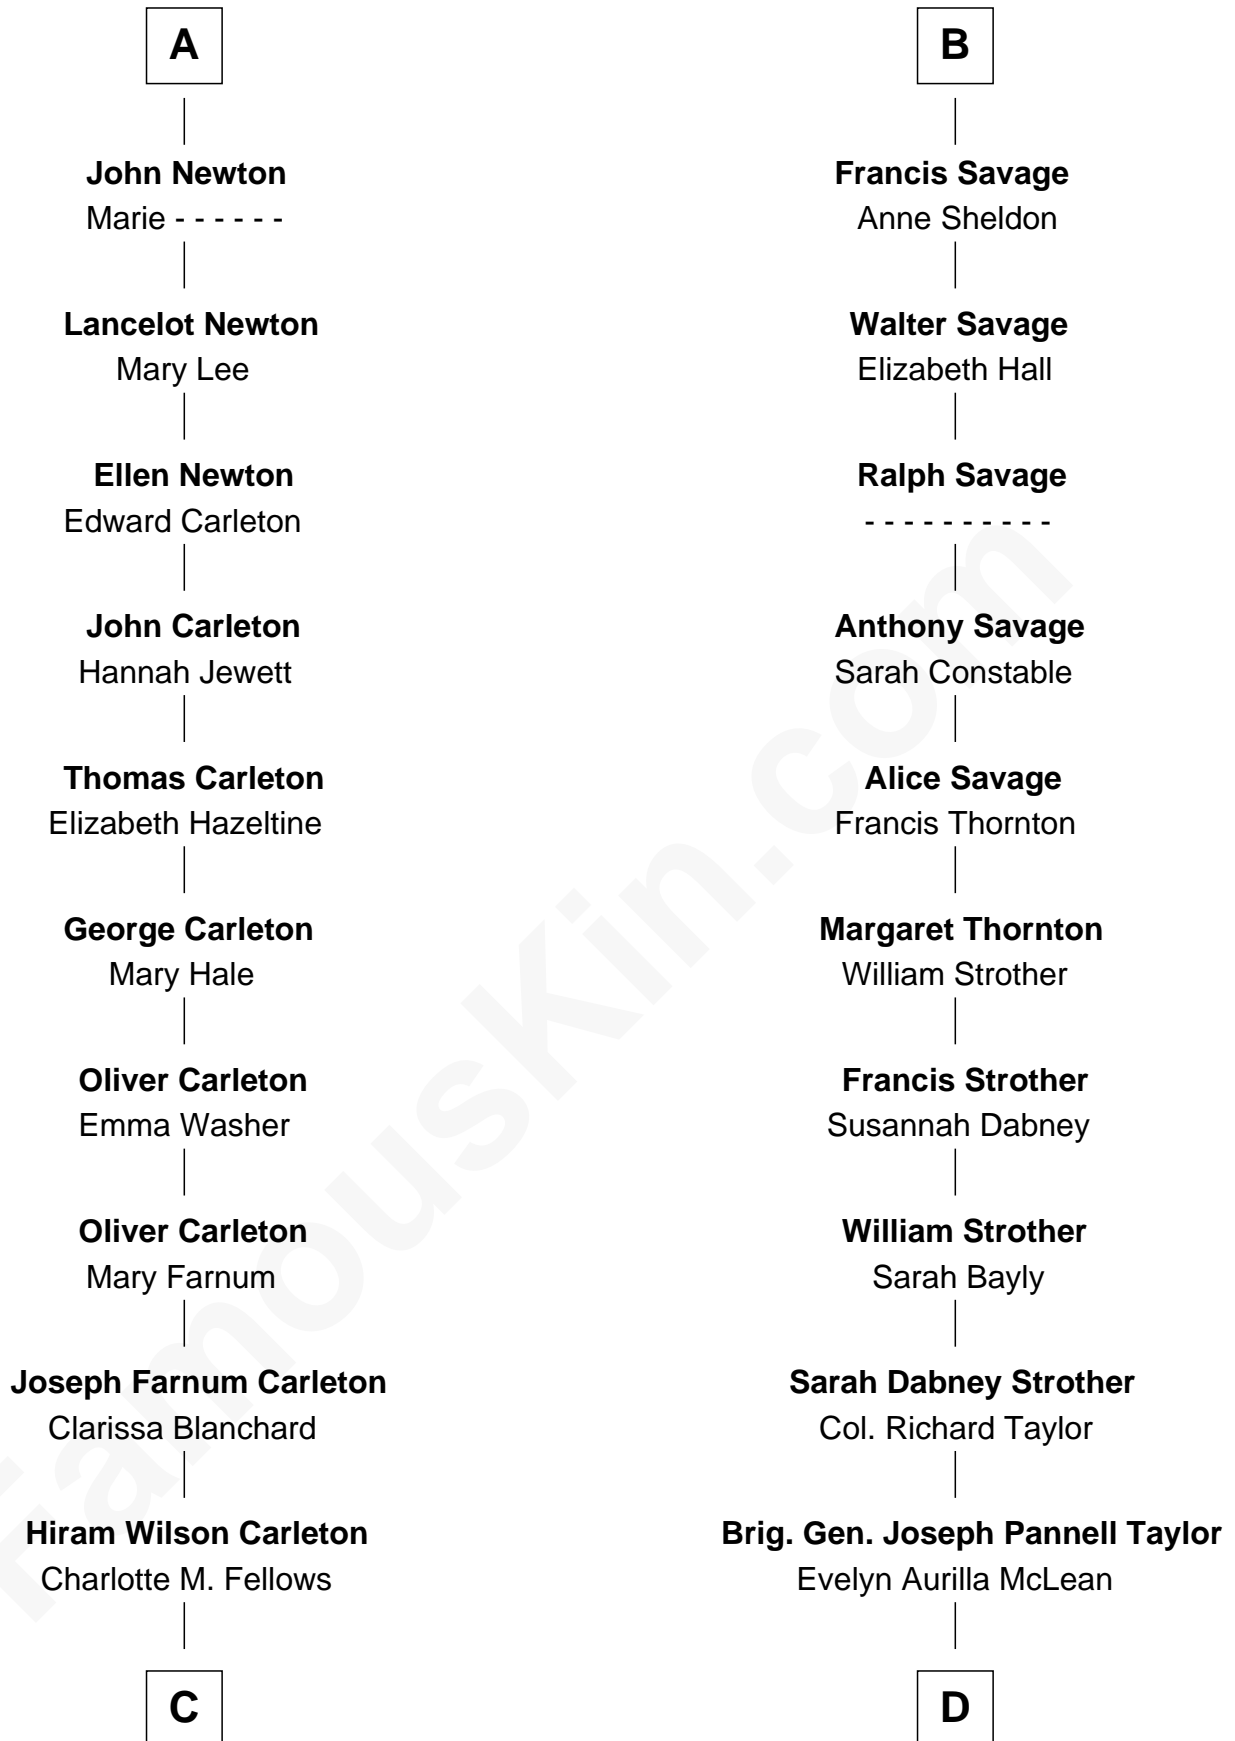 A
John Newton
Marie - - - - - -
Lancelot Newton
Mary Lee
Ellen Newton
Edward Carleton
John Carleton
Hannah Jewett
Thomas Carleton
Elizabeth Hazeltine
George Carleton
Mary Hale
Oliver Carleton
Emma Washer
Oliver Carleton
Mary Farnum
Joseph Farnum Carleton
Clarissa Blanchard
Hiram Wilson Carleton
Charlotte M. Fellows
C
B
Francis Savage
Anne Sheldon
Walter Savage
Elizabeth Hall
Ralph Savage
- - - - - - - - - -
Anthony Savage
Sarah Constable
Alice Savage
Francis Thornton
Margaret Thornton
William Strother
Francis Strother
Susannah Dabney
William Strother
Sarah Bayly
Sarah Dabney Strother
Col. Richard Taylor
Brig. Gen. Joseph Pannell Taylor
Evelyn Aurilla McLean
D
FamousKin.com